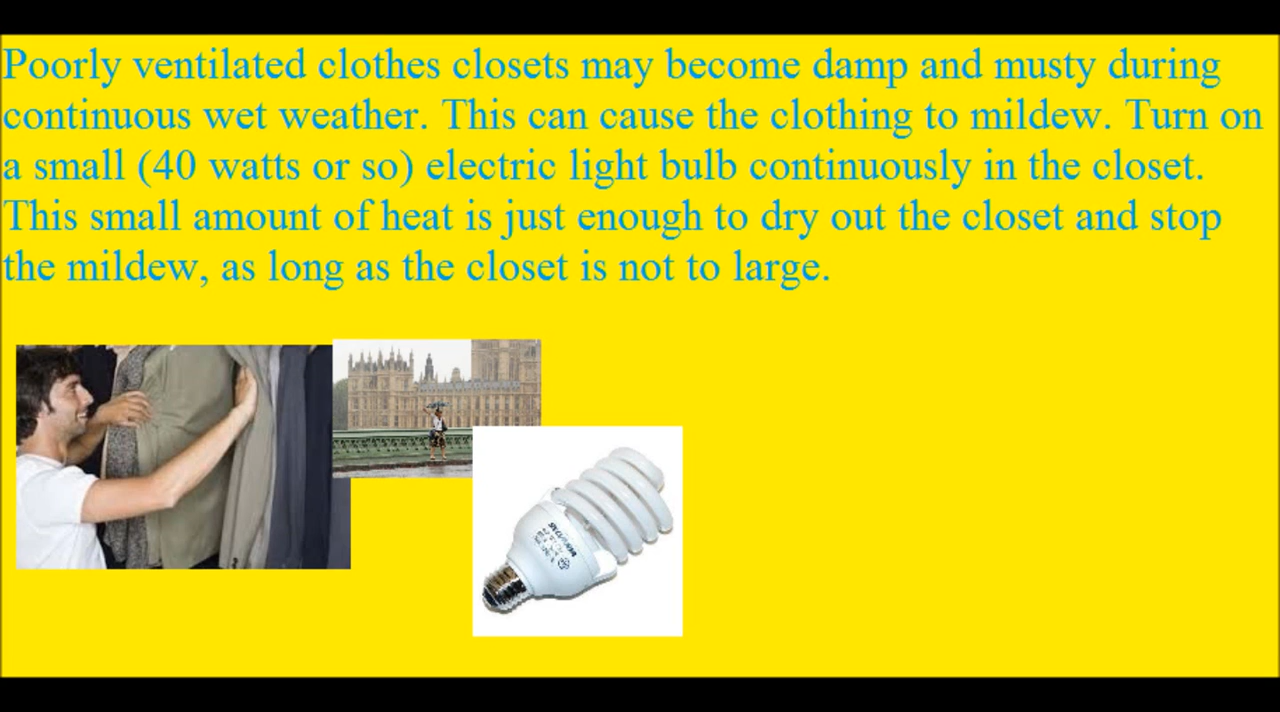 Poorly ventilated clothes closets may become damp and musty during
continuous wet weather. This can cause the clothing to mildew. Turn on
a small (40 watts or so) electric light bulb continuously in the closet.
This small amount of heat is just enough to dry out the closet and stop
the mildew, as long as the closet is not to large.
SYLVANIA